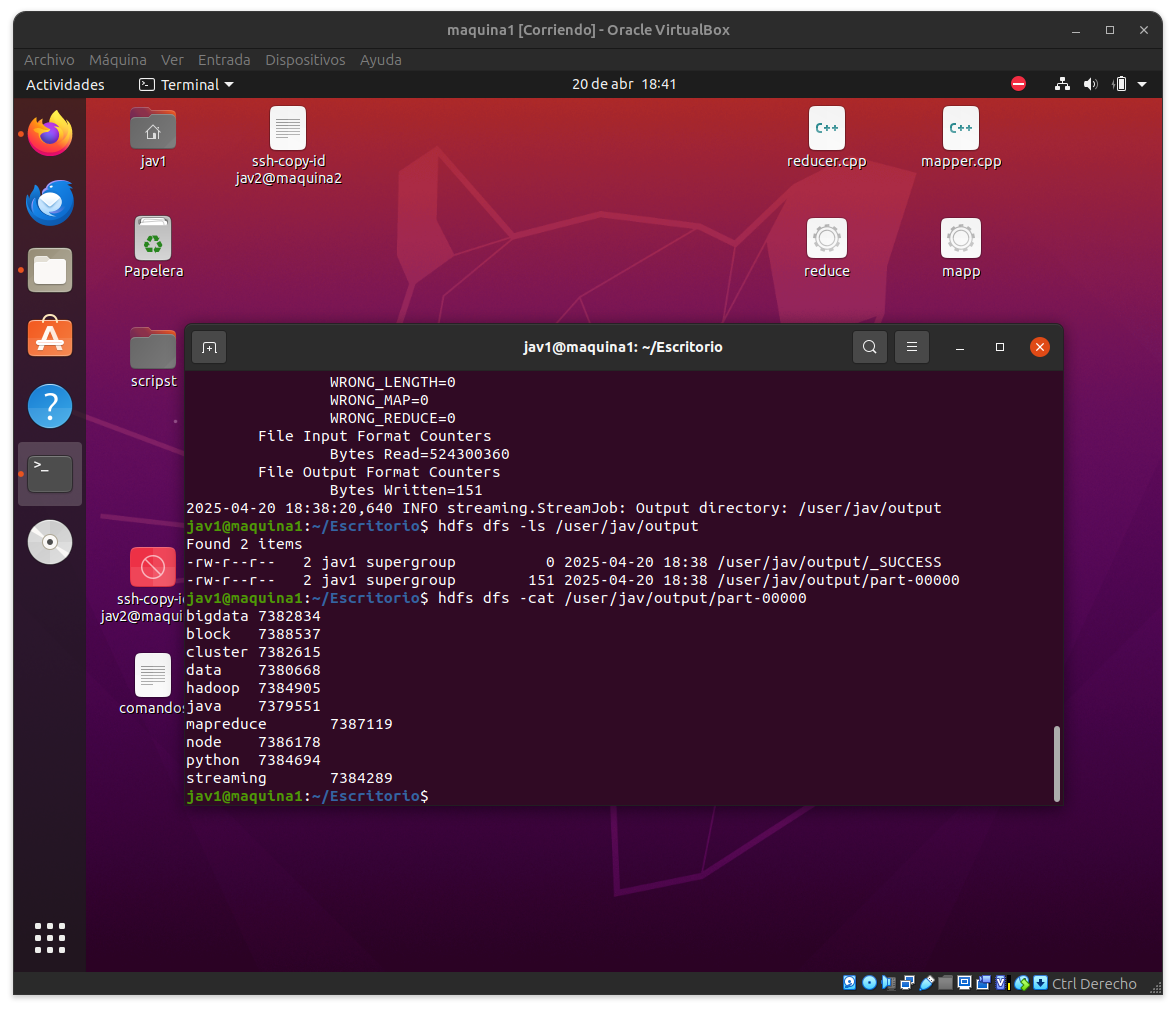 maquina1 [Corriendo] - Oracle VirtualBox
Archivo Máquina Ver Entrada Dispositivos Ayuda
Actividades Terminal 20 de abr 18:41
jav1
ssh-copy-id
jav2@maquina2
reducer.cpp
mapper.cpp
C++
C++
Papelera
reduce
mapp
scripst
ssh-copy-i
jav2@maqui
comandos
jav1@maquina1: ~/Escritorio
WRONG_LENGTH=0
WRONG_MAP=0
WRONG_REDUCE=0
File Input Format Counters
Bytes Read=524300360
File Output Format Counters
Bytes Written=151
2025-04-20 18:38:20,640 INFO streaming.StreamJob: Output directory: /user/jav/output
jav1@maquina1:~/Escritorio$ hdfs dfs -ls /user/jav/output
Found 2 items
-rw-r--r--   2 jav1 supergroup          0 2025-04-20 18:38 /user/jav/output/_SUCCESS
-rw-r--r--   2 jav1 supergroup        151 2025-04-20 18:38 /user/jav/output/part-00000
jav1@maquina1:~/Escritorio$ hdfs dfs -cat /user/jav/output/part-00000
bigdata 7382834
block   7388537
cluster 7382615
data    7380668
hadoop  7384905
java    7379551
mapreduce       7387119
node    7386178
python  7384694
streaming       7384289
jav1@maquina1:~/Escritorio$
Ctrl Derecho